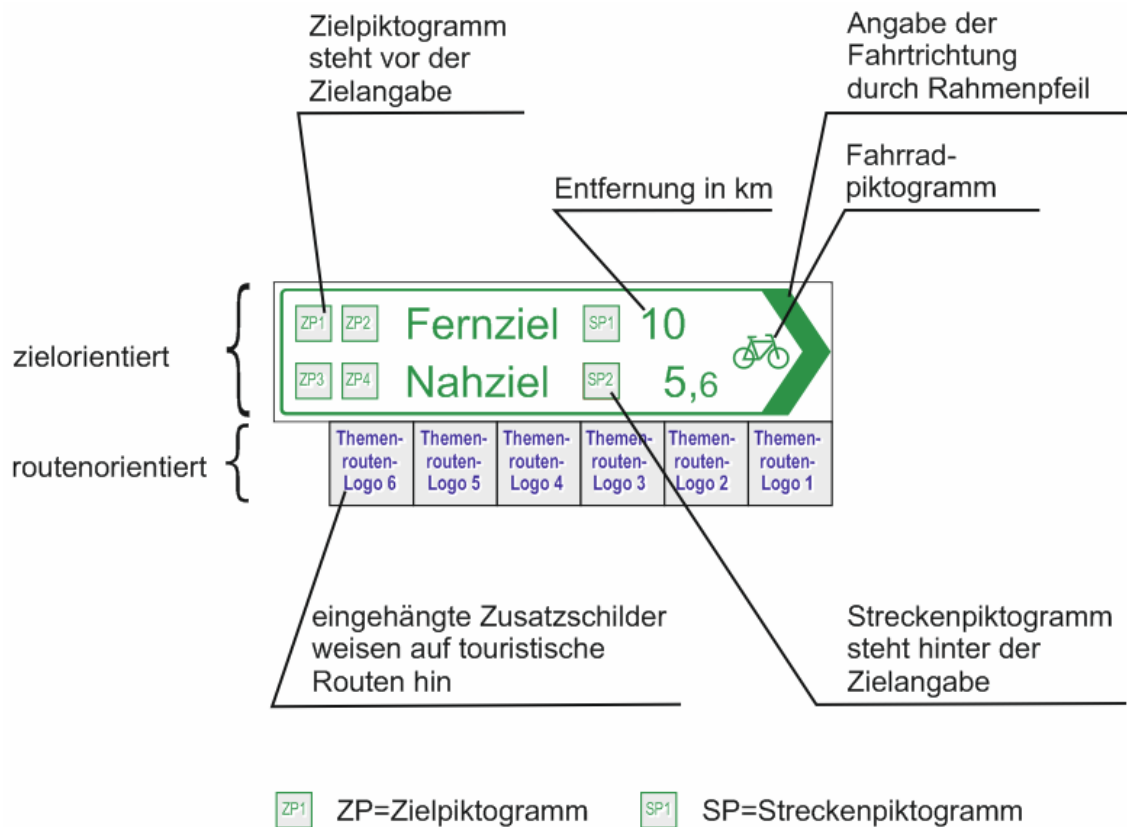 Zielpiktogramm
steht vor der
Zielangabe
Angabe der
Fahrtrichtung
durch Rahmenpfeil
Entfernung in km
Fahrrad-
piktogramm
zielorientiert
ZP1 ZP2 Fernziel SP1 10
ZP3 ZP4 Nahziel SP2 5,6
routenorientiert
Themen-
routen-
Logo 6
Themen-
routen-
Logo 5
Themen-
routen-
Logo 4
Themen-
routen-
Logo 3
Themen-
routen-
Logo 2
Themen-
routen-
Logo 1
eingehängte Zusatzschilder
weisen auf touristische
Routen hin
Streckenpiktogramm
steht hinter der
Zielangabe
ZP1 ZP=Zielpiktogramm
SP1 SP=Streckenpiktogramm